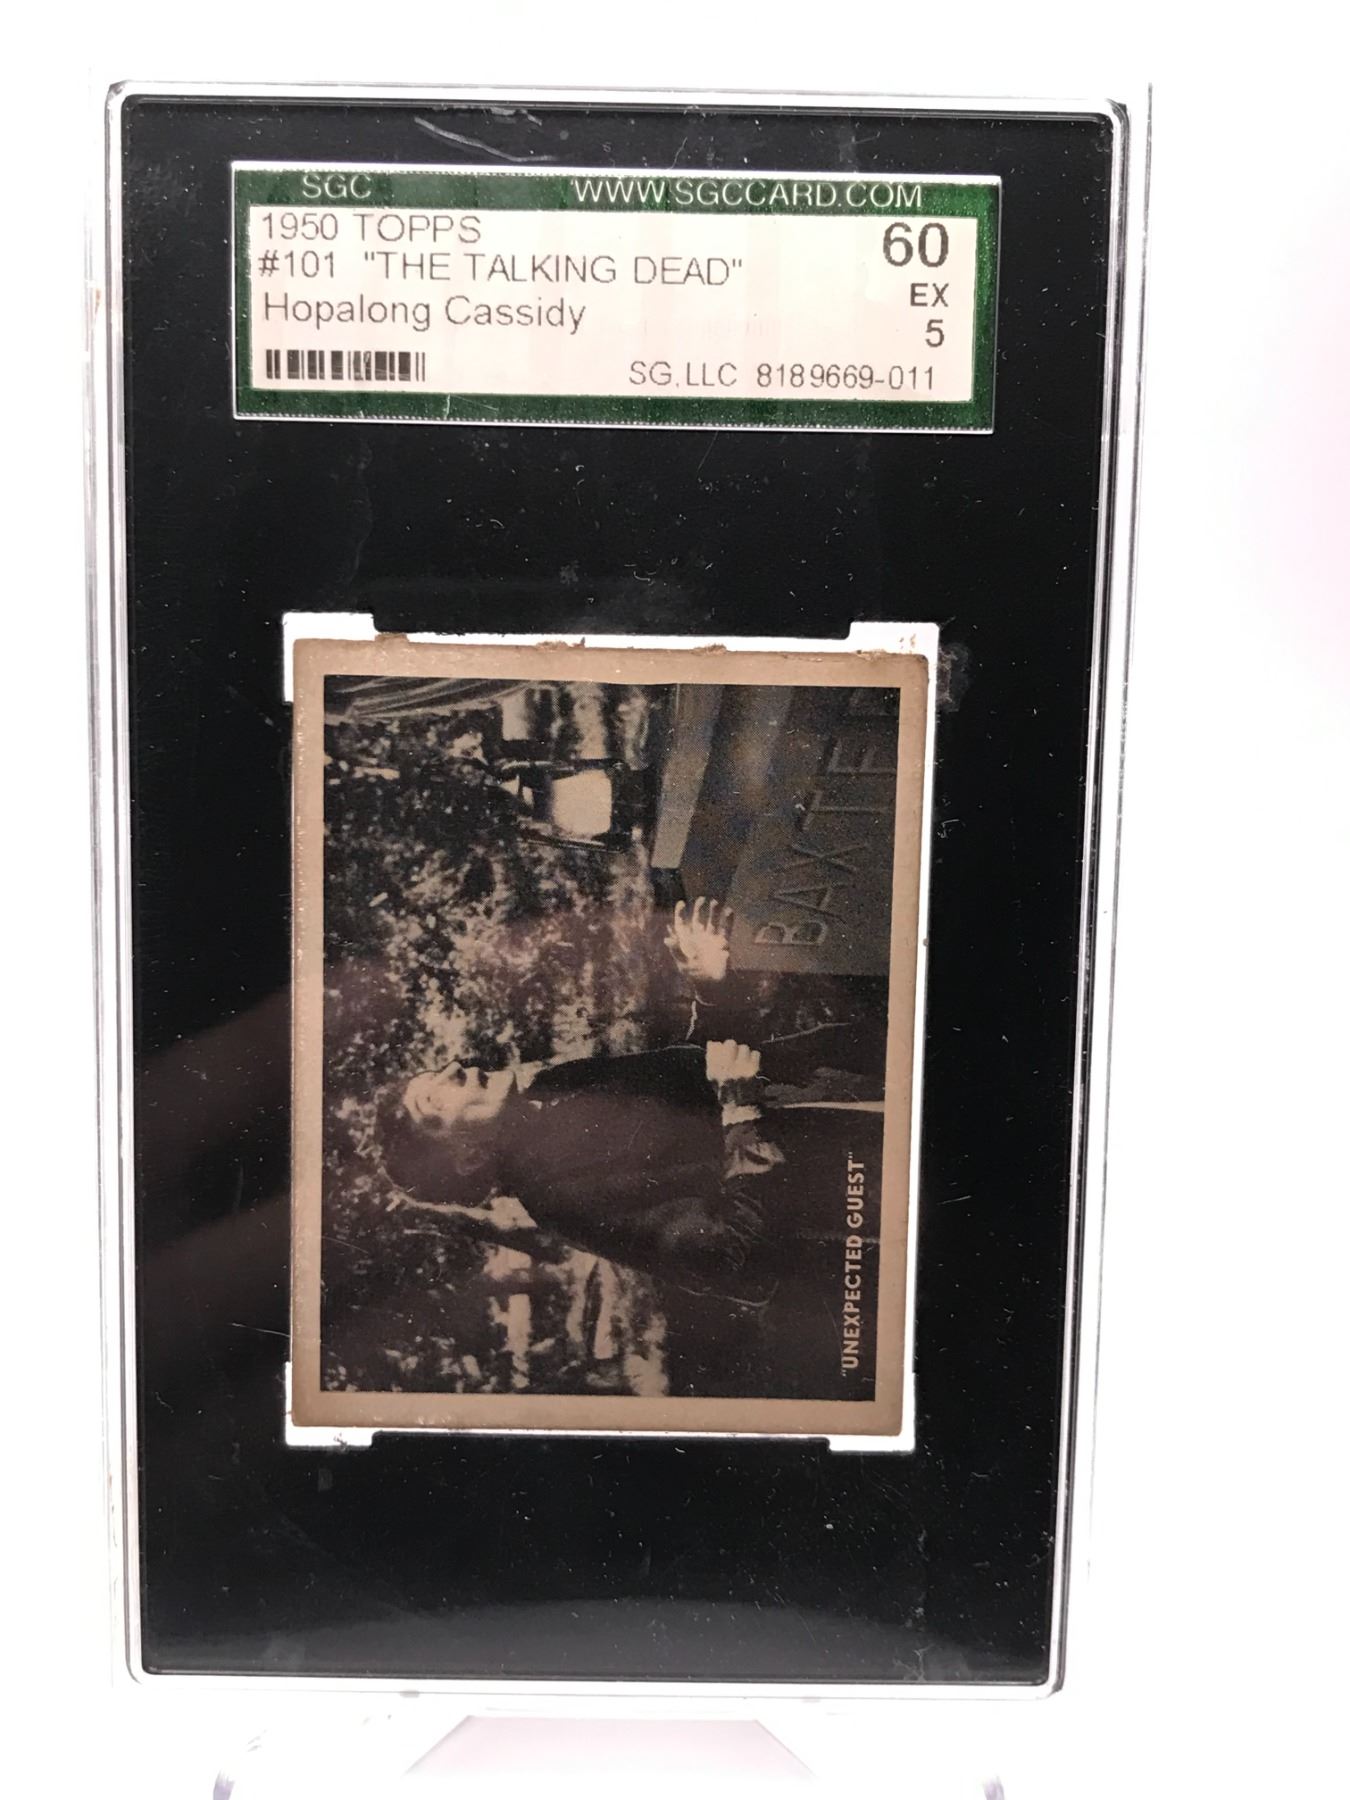 SGC WWW.SGCCARD.COM
1950 TOPPS 60
#101 "THE TALKING DEAD" EX
Hopalong Cassidy 5
SG,LLC 8189669-011
BAXTE
"UNEXPECTED GUEST"